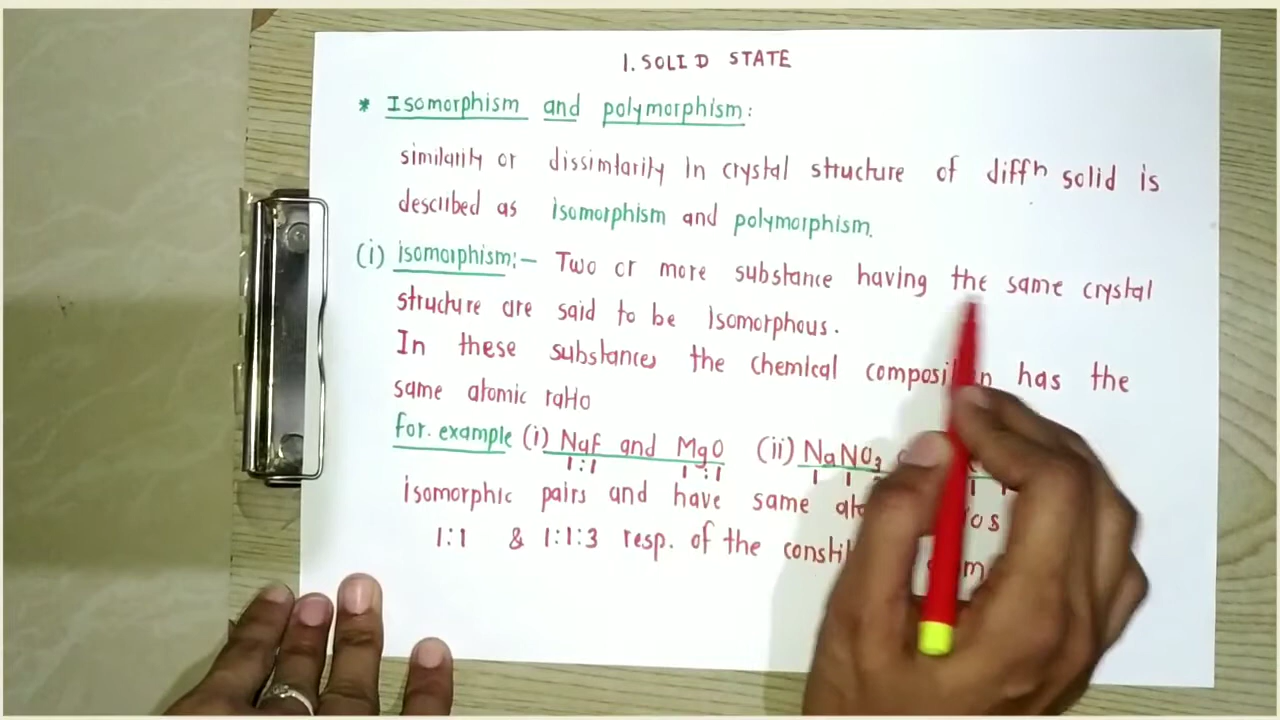 1. SOLID STATE
* Isomorphism and polymorphism:
similarity or dissimlarity in crystal structure of diffn solid is
described as isomorphism and polymorphism.
(i) isomorphism:- Two or more substance having the same crystal
structure are said to be Isomorphous.
In these substances the chemical has the
same atomic ratio
for. example (i) NaF and MgO (ii) NaNO3
1:1 1:1 1 1
isomorphic pairs and have same
1:1 & 1:1:3 resp. of the